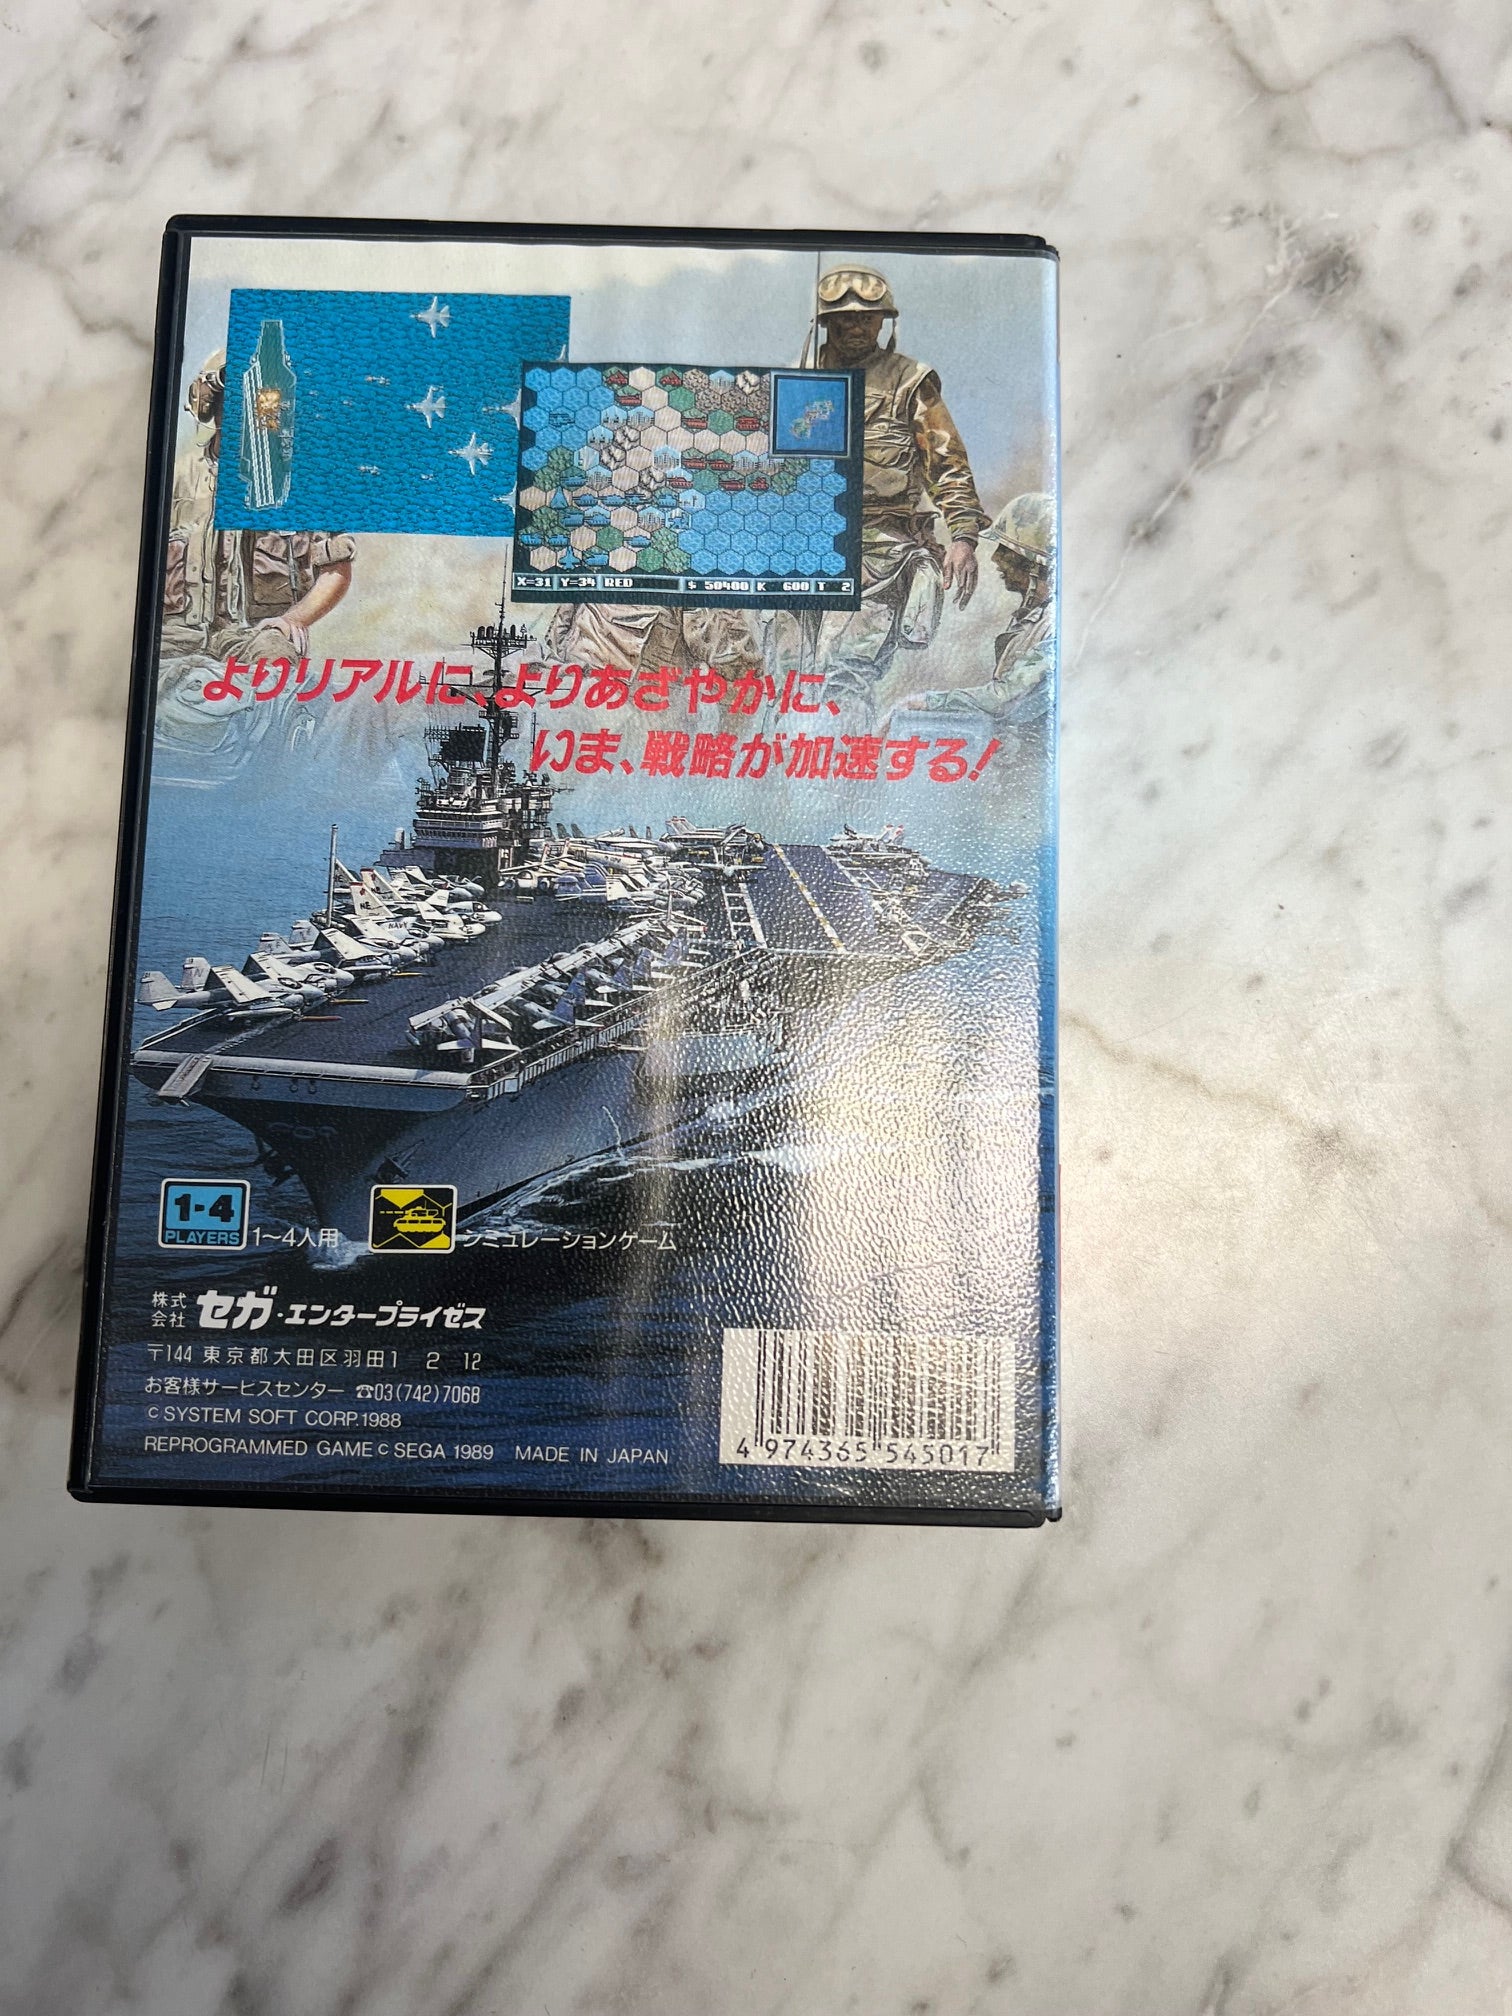 X=31 Y=34 RED $ 50400 K 600 T 2
よりリアルに、よりあざやかに、
いま、戦略が加速する!
1-4
PLAYERS
1〜4人用
シミュレーションゲーム
株式会社 セガ・エンタープライゼス
〒144 東京都大田区羽田1 2 12
お客様サービスセンター ☎03(742)7068
© SYSTEM SOFT CORP. 1988
REPROGRAMMED GAME © SEGA 1989 MADE IN JAPAN
4 974365 545017
NAVY